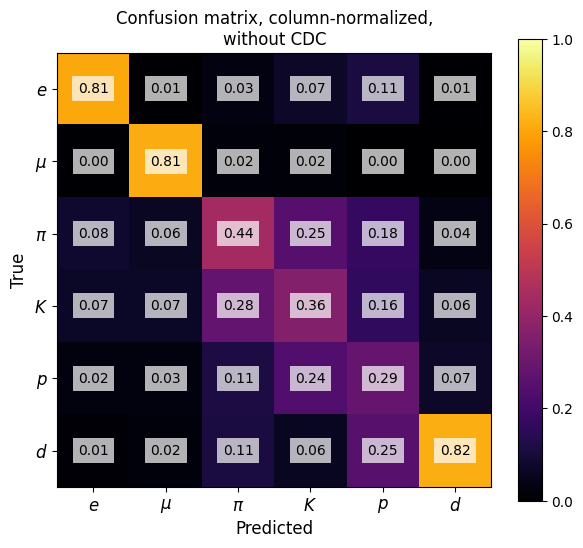 Confusion matrix, column-normalized,
without CDC
e 0.81 0.01 0.03 0.07 0.11 0.01
μ 0.00 0.81 0.02 0.02 0.00 0.00
π 0.08 0.06 0.44 0.25 0.18 0.04
K 0.07 0.07 0.28 0.36 0.16 0.06
p 0.02 0.03 0.11 0.24 0.29 0.07
d 0.01 0.02 0.11 0.06 0.25 0.82
e μ π K p d
Predicted
True
1.0
0.8
0.6
0.4
0.2
0.0